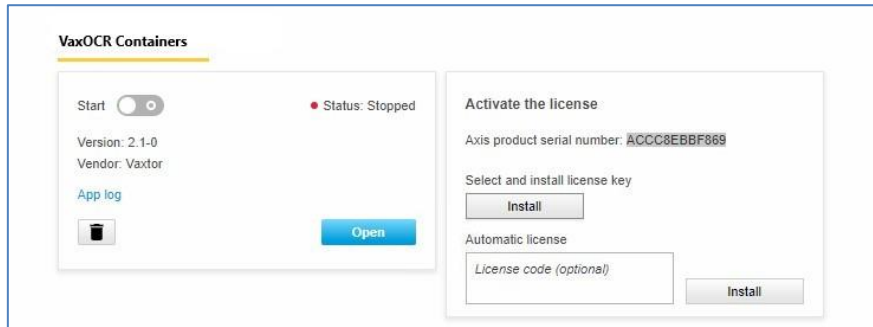 VaxOCR Containers
Start
Status: Stopped
Version: 2.1-0
Vendor: Vaxtor
App log
Open
Activate the license
Axis product serial number: ACCC8EBBF869
Select and install license key
Install
Automatic license
License code (optional)
Install